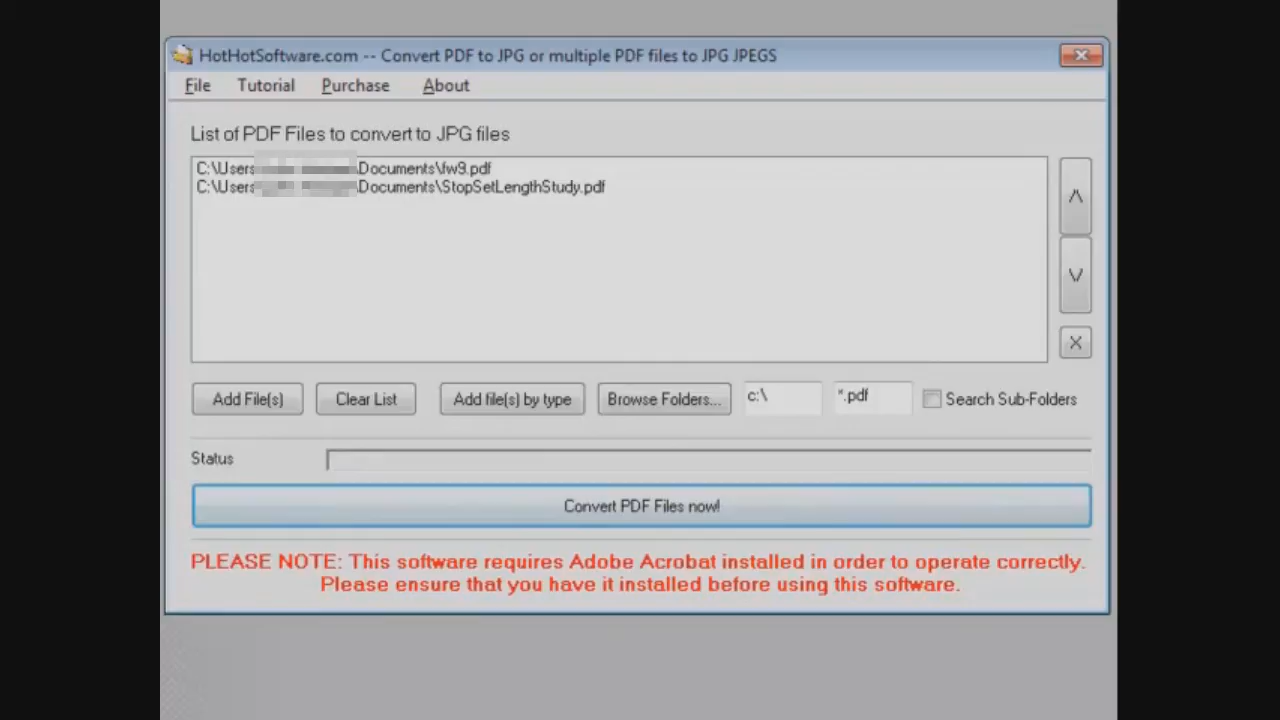 HotHotSoftware.com -- Convert PDF to JPG or multiple PDF files to JPG JPEGS
File Tutorial Purchase About
List of PDF Files to convert to JPG files
C:\Users \Documents\fw9.pdf
C:\Users \Documents\StopSetLengthStudy.pdf
Add File(s) Clear List Add file(s) by type Browse Folders... c:\ *.pdf Search Sub-Folders
Status
Convert PDF Files now!
PLEASE NOTE: This software requires Adobe Acrobat installed in order to operate correctly.
Please ensure that you have it installed before using this software.